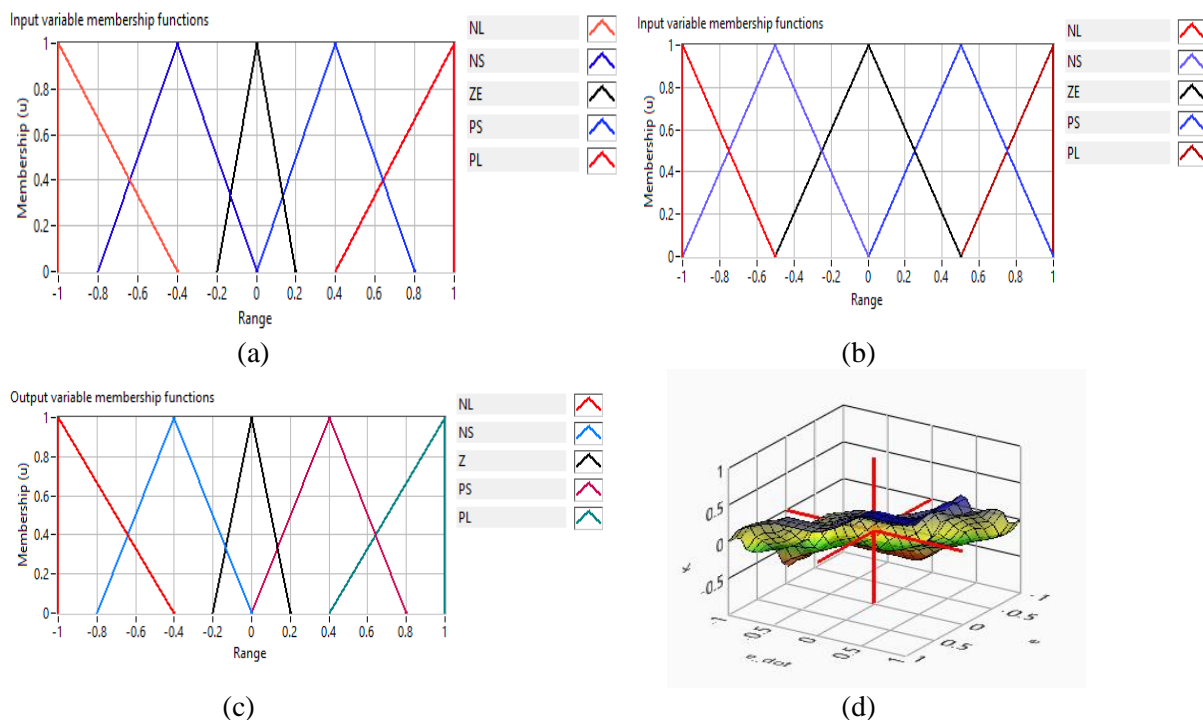 Input variable membership functions
NL
NS
ZE
PS
PL
Membership (u)
1
0.8
0.6
0.4
0.2
0
-1 -0.8 -0.6 -0.4 -0.2 0 0.2 0.4 0.6 0.8 1
Range
(a)
Input variable membership functions
NL
NS
ZE
PS
PL
Membership (u)
1
0.8
0.6
0.4
0.2
0
-1 -0.8 -0.6 -0.4 -0.2 0 0.2 0.4 0.6 0.8 1
Range
(b)
Output variable membership functions
NL
NS
Z
PS
PL
Membership (u)
1
0.8
0.6
0.4
0.2
0
-1 -0.8 -0.6 -0.4 -0.2 0 0.2 0.4 0.6 0.8 1
Range
(c)
1
0.5
0
-0.5
-1
0.5
0
0.5
1
e_dot
1
0.5
0
-0.5
-1
e
(d)